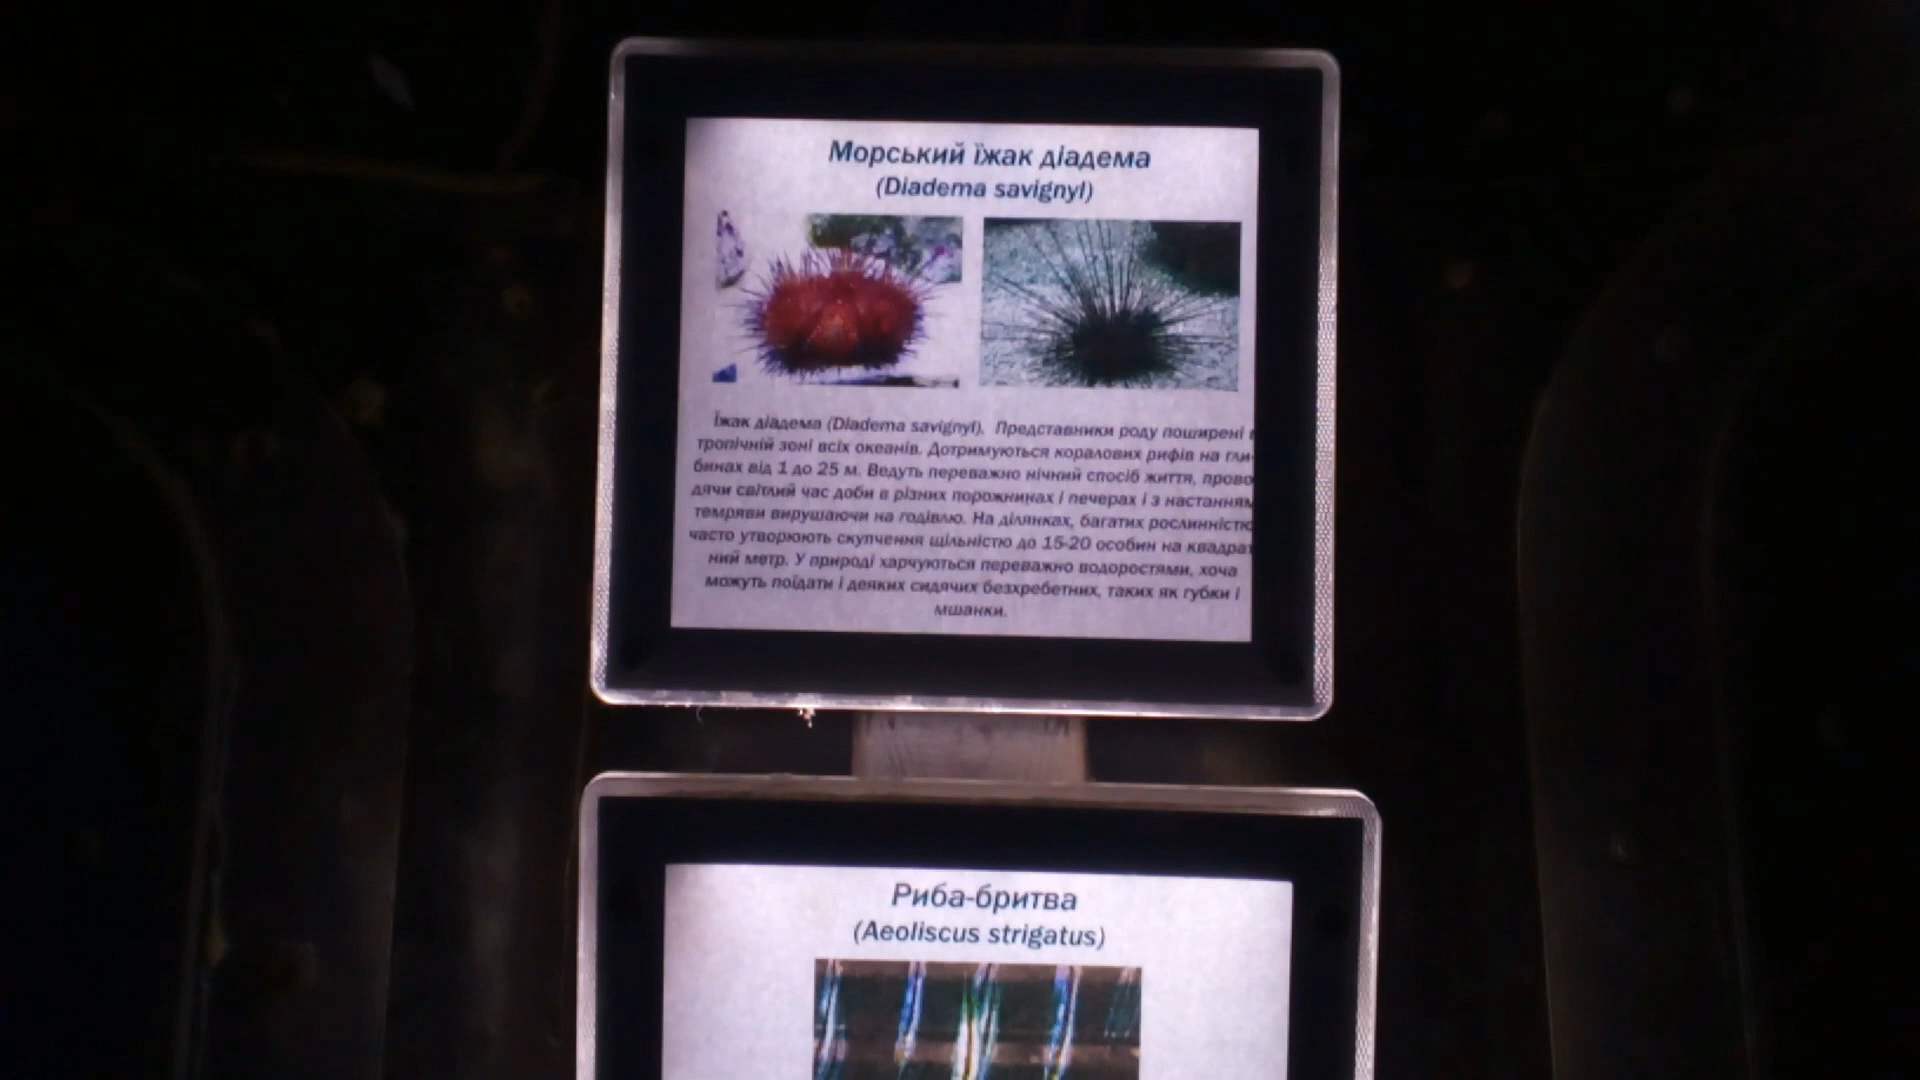 Морський їжак діадема
(Diadema savignyl)
Їжак діадема (Diadema savignyl). Представники роду поширені в
тропічній зоні всіх океанів. Дотримуються коралових рифів на гли-
бинах від 1 до 25 м. Ведуть переважно нічний спосіб життя, прово
дячи світлий час доби в різних порожнинах і печерах і з настанням
темряви вирушаючи на годівлю. На ділянках, багатих рослинністю
часто утворюють скупчення щільністю до 15-20 особин на квадрат
ний метр. У природі харчуються переважно водоростями, хоча
можуть поїдати і деяких сидячих безхребетних, таких як губки і
мшанки.
Риба-бритва
(Aeoliscus strigatus)